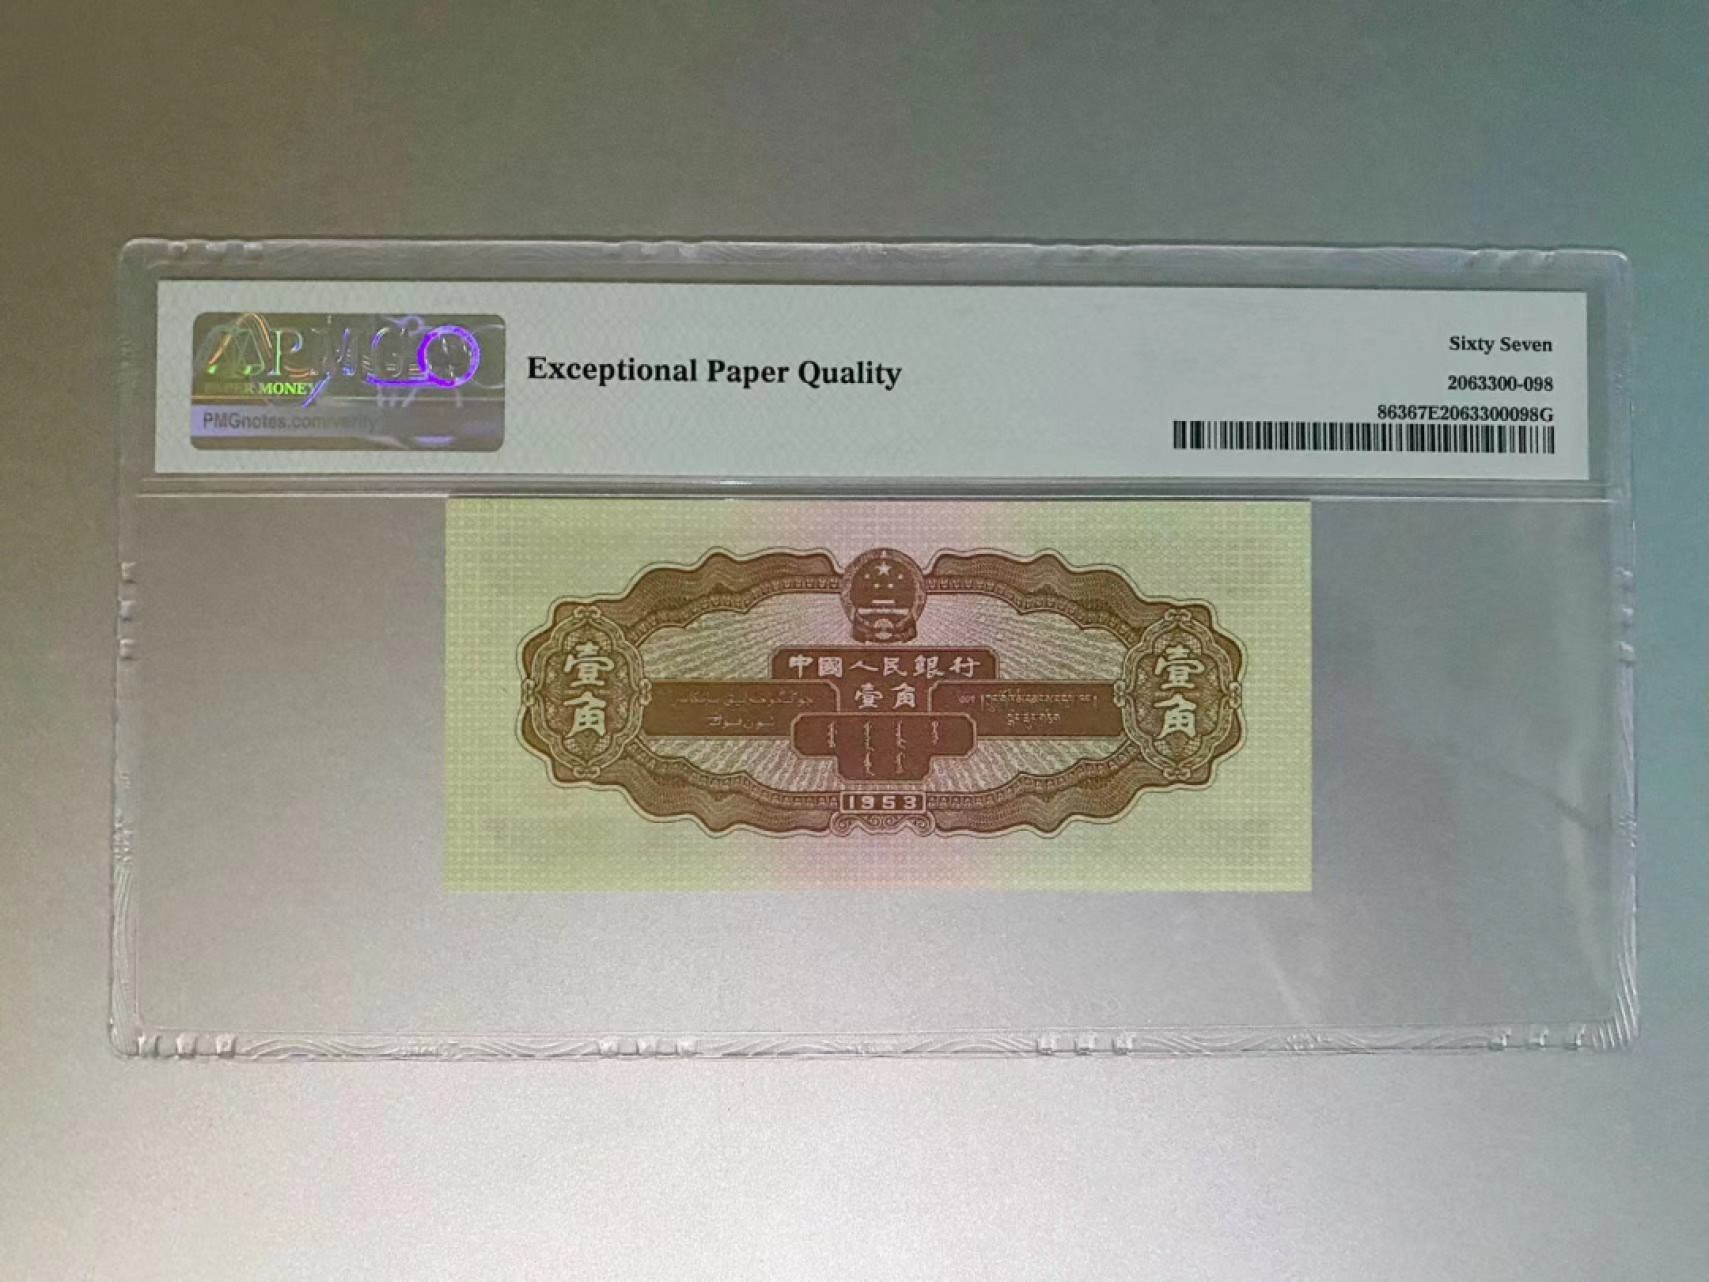 PMG
PAPER MONEY
PMGnotes.com/verify
Exceptional Paper Quality
Sixty Seven
2063300-098
86367E2063300098G
中國人民銀行
壹角
壹角
壹角
1953